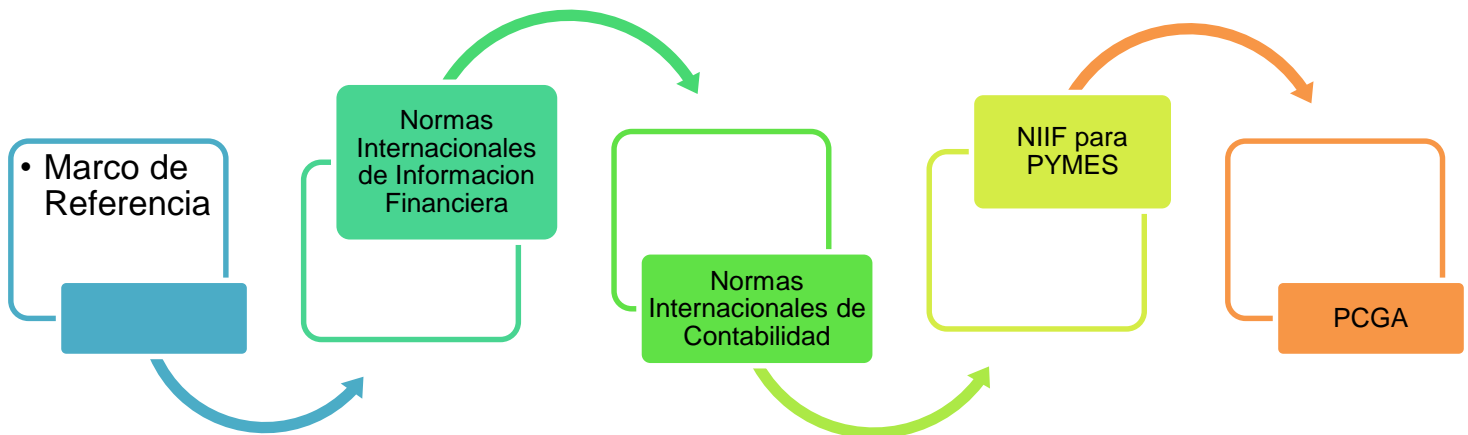 • Marco de
Referencia
Normas
Internacionales
de Informacion
Financiera
Normas
Internacionales de
Contabilidad
NIIF para
PYMES
PCGA